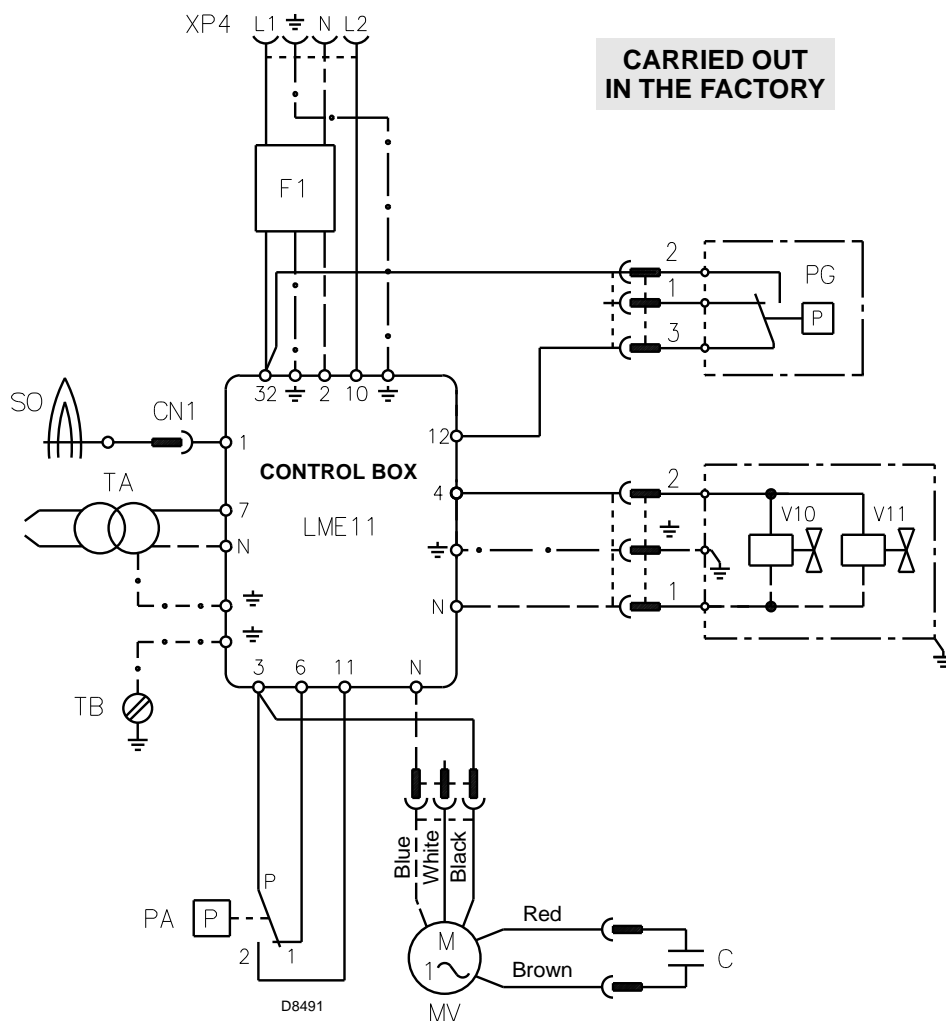 XP4 L1 N L2
CARRIED OUT
IN THE FACTORY
F1
2
PG
1
P
3
32 2 10
SO
CN1
1
12
CONTROL BOX
TA
7
4
2
LME11
V10 V11
N
N
1
3 6 11 N
TB
Blue
White
Black
P
PA P
2 1
Red
M
1
C
Brown
D8491
MV